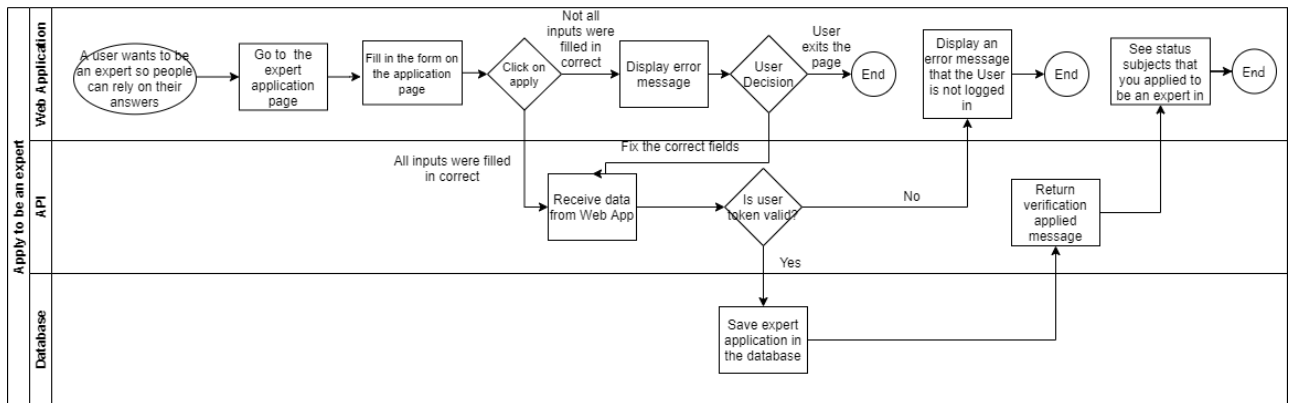 Apply to be an expert
Web Application
A user wants to be
an expert so people
can rely on their
answers
Go to the
expert
application
page
Fill in the form on
the application
page
Click on
apply
Not all
inputs were
filled in
correct
Display error
message
User
Decision
User
exits the
page
End
Display an
error message
that the User
is not logged
in
End
See status
subjects that
you applied to
be an expert in
End
API
All inputs were filled
in correct
Fix the correct fields
Receive data
from Web App
Is user
token valid?
No
Yes
Return
verification
applied
message
Database
Save expert
application in
the database